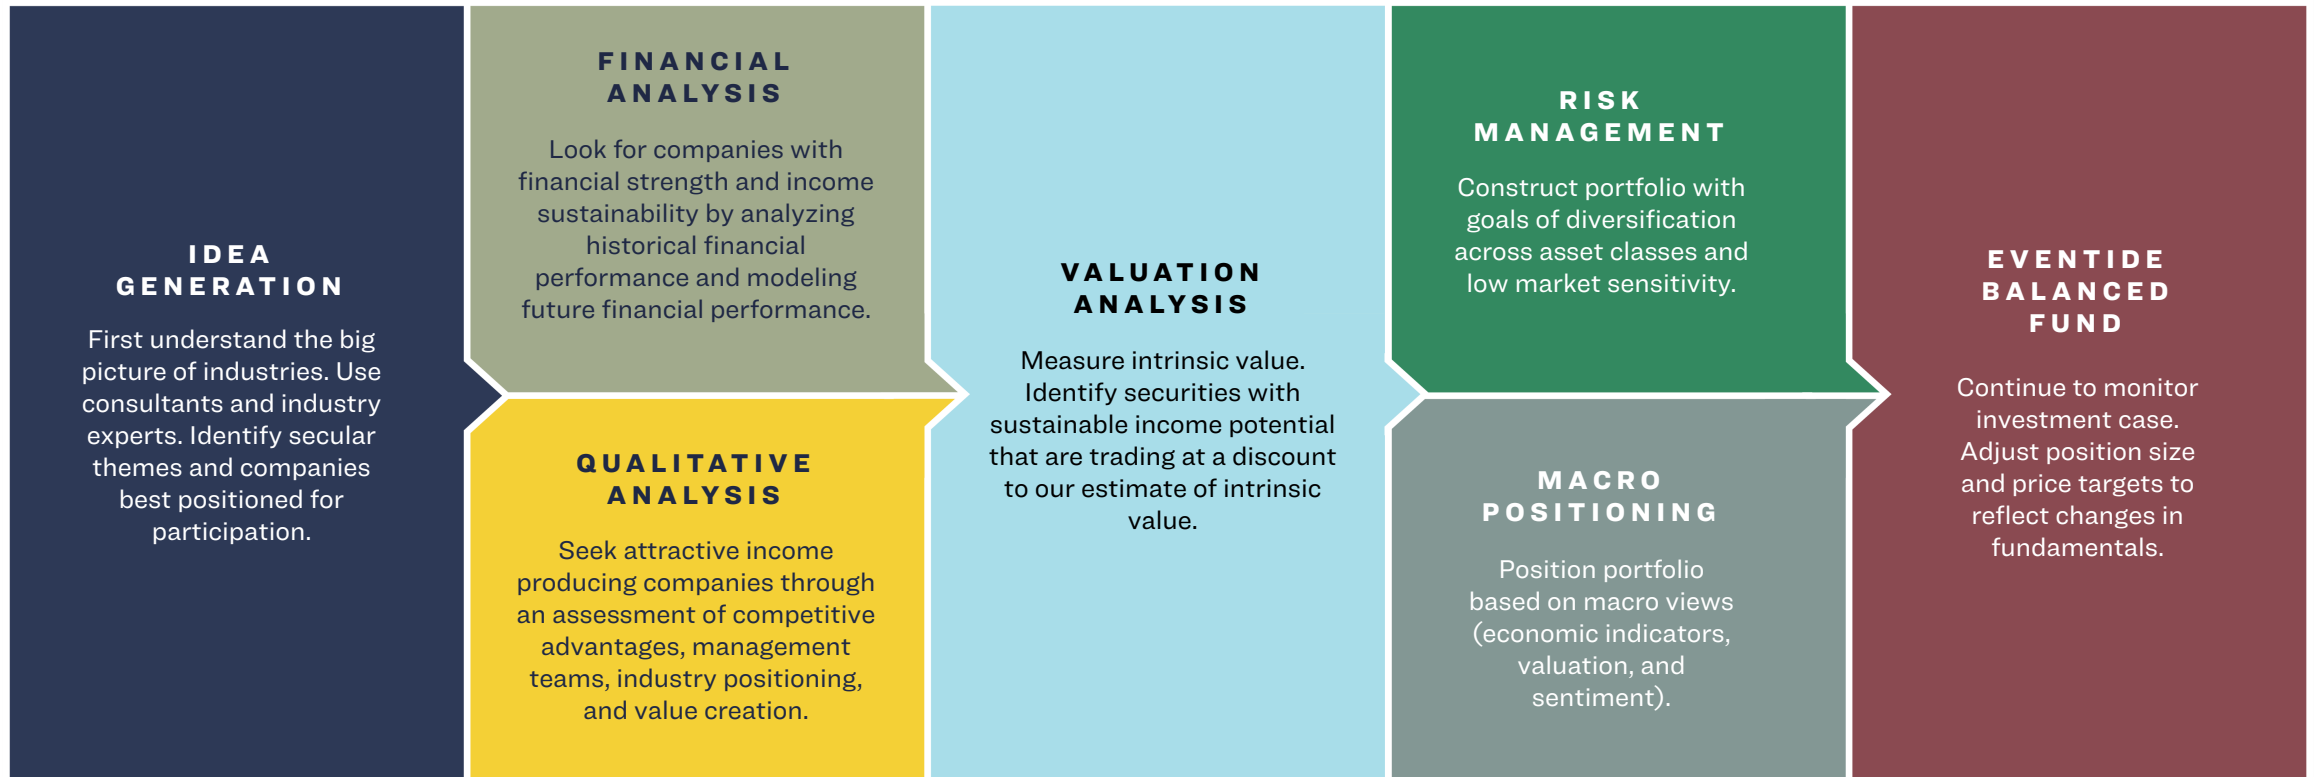 IDEA
GENERATION
First understand the big
picture of industries. Use
consultants and industry
experts. Identify secular
themes and companies
best positioned for
participation.
FINANCIAL
ANALYSIS
Look for companies with
financial strength and income
sustainability by analyzing
historical financial
performance and modeling
future financial performance.
QUALITATIVE
ANALYSIS
Seek attractive income
producing companies through
an assessment of competitive
advantages, management
teams, industry positioning,
and value creation.
VALUATION
ANALYSIS
Measure intrinsic value.
Identify securities with
sustainable income potential
that are trading at a discount
to our estimate of intrinsic
value.
RISK
MANAGEMENT
Construct portfolio with
goals of diversification
across asset classes and
low market sensitivity.
MACRO
POSITIONING
Position portfolio
based on macro views
(economic indicators,
valuation, and
sentiment).
EVENTIDE
BALANCED
FUND
Continue to monitor
investment case.
Adjust position size
and price targets to
reflect changes in
fundamentals.